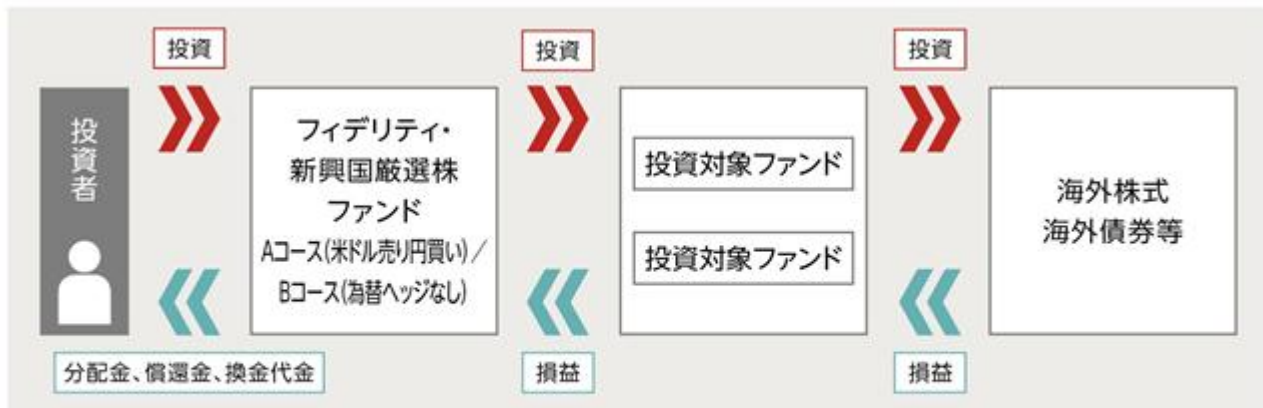 投資
投資
投資
投資者
フィデリティ・
新興国厳選株
ファンド
Aコース(米ドル売り円買い)／
Bコース(為替ヘッジなし)
投資対象ファンド
投資対象ファンド
海外株式
海外債券等
分配金、償還金、換金代金
損益
損益